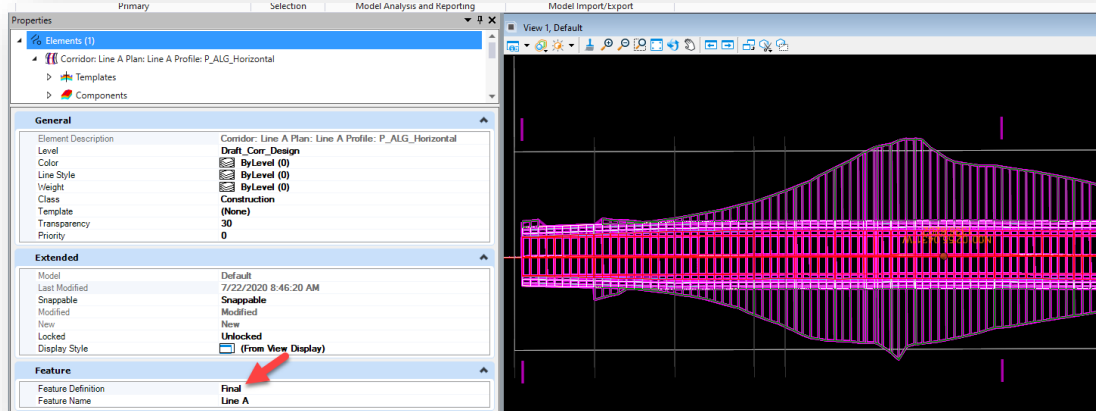 Primary Selection Model Analysis and Reporting Model Import/Export
Properties
Elements (1)
Corridor: Line A Plan: Line A Profile: P_ALG_Horizontal
Templates
Components
General
Element Description Corridor: Line A Plan: Line A Profile: P_ALG_Horizontal
Level Draft_Corr_Design
Color ByLevel (0)
Line Style ByLevel (0)
Weight ByLevel (0)
Class Construction
Template (None)
Transparency 30
Priority 0
Extended
Model Default
Last Modified 7/22/2020 8:46:20 AM
Snappable Snappable
Modified Modified
New New
Locked Unlocked
Display Style (From View Display)
Feature
Feature Definition Final
Feature Name Line A
View 1, Default